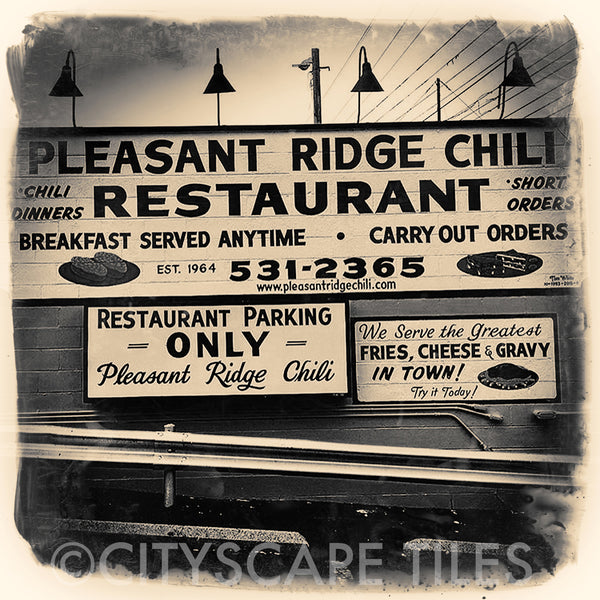 PLEASANT RIDGE CHILI
•CHILI DINNERS
RESTAURANT
•SHORT ORDERS
BREAKFAST SERVED ANYTIME • CARRY OUT ORDERS
EST. 1964 531-2365
www.pleasantridgechili.com
RESTAURANT PARKING
– ONLY –
Pleasant Ridge Chili
We Serve the Greatest
FRIES, CHEESE & GRAVY
IN TOWN!
Try it Today!
©CITYSCAPE TILES